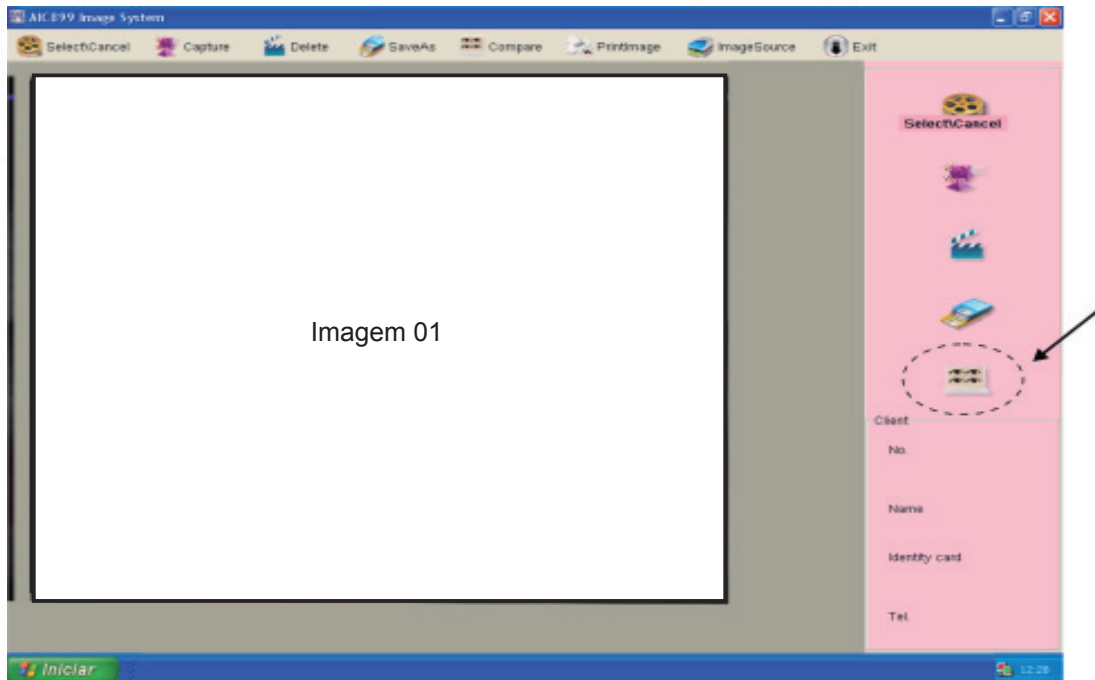 AIC899 Image System
Select\Cancel Capture Delete SaveAs Compare PrintImage ImageSource Exit
Select\Cancel
Imagem 01
Client
No.
Name
Identity card
Tel.
Iniciar 12:28